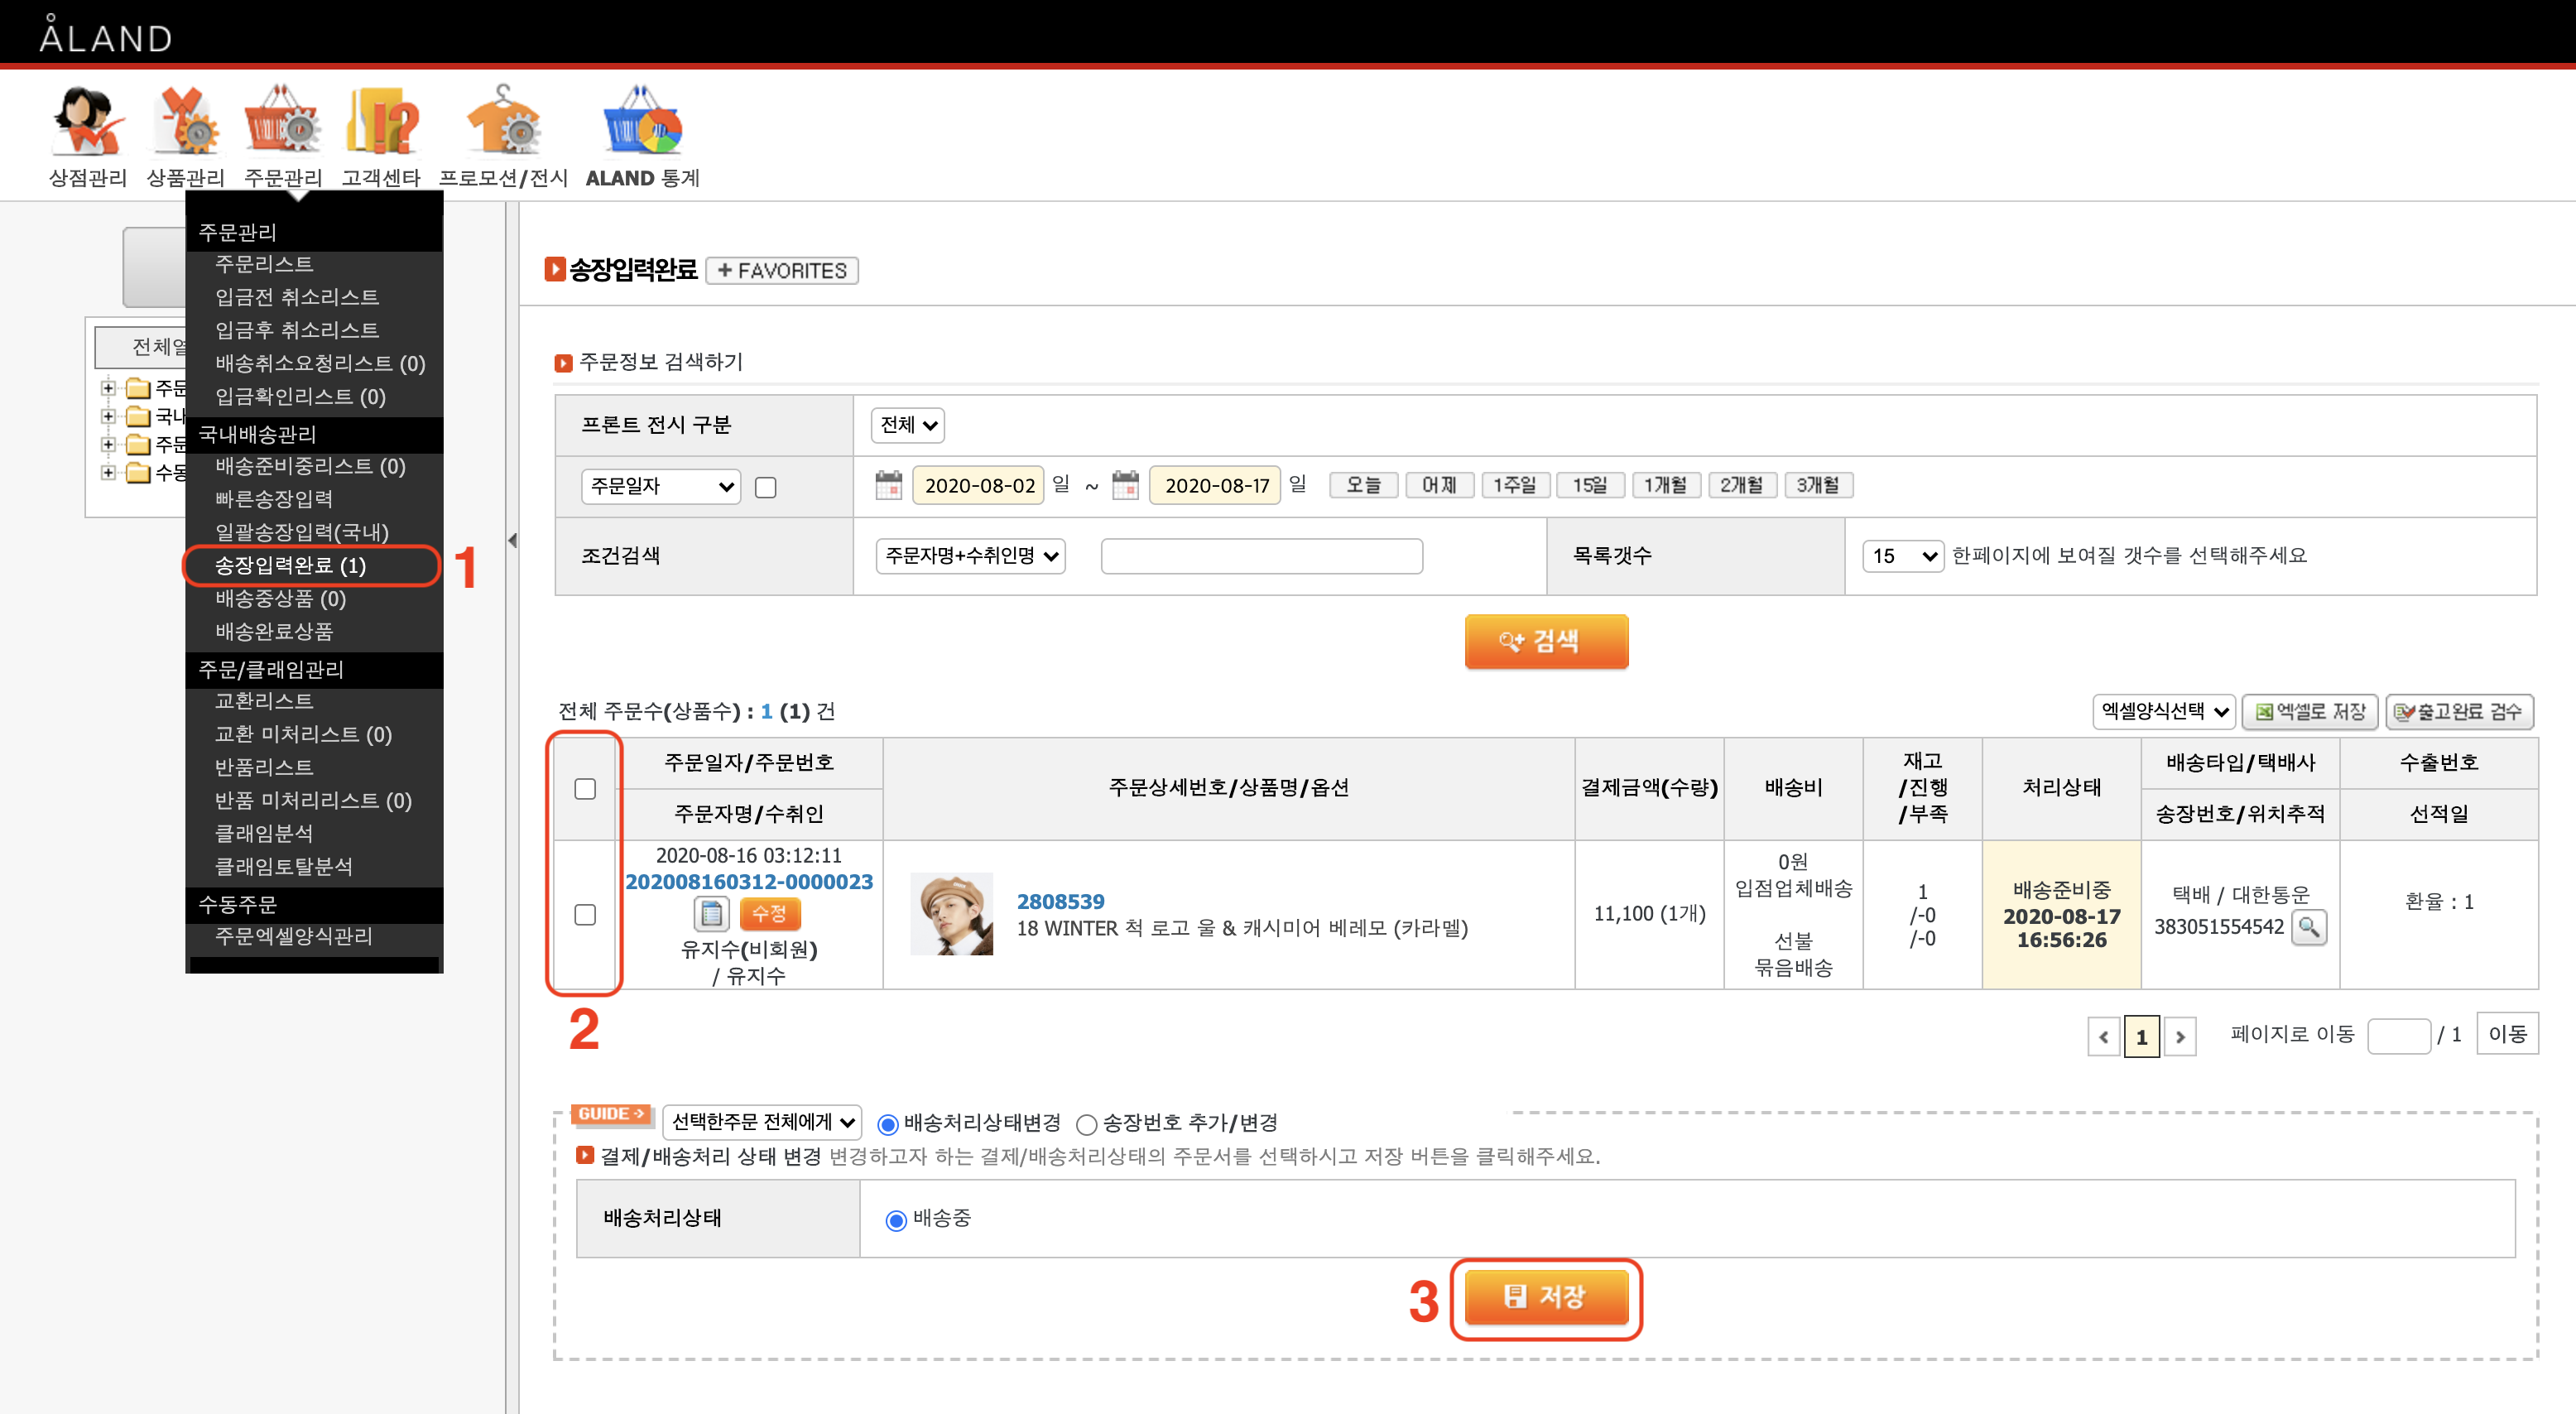 ÅLAND
상점관리
상품관리
주문관리
고객센타
프로모션/전시
ALAND 통계
주문관리
주문리스트
입금전 취소리스트
입금후 취소리스트
배송취소요청리스트 (0)
입금확인리스트 (0)
국내배송관리
배송준비중리스트 (0)
빠른송장입력
일괄송장입력(국내)
송장입력완료 (1)
1
배송중상품 (0)
배송완료상품
주문/클래임관리
교환리스트
교환 미처리스트 (0)
반품리스트
반품 미처리리스트 (0)
클래임분석
클래임토탈분석
수동주문
주문엑셀양식관리
전체열
주문
국내
주문
수동
송장입력완료
+ FAVORITES
주문정보 검색하기
프론트 전시 구분
전체
주문일자
2020-08-02 일 ~ 2020-08-17 일
오늘
어제
1주일
15일
1개월
2개월
3개월
조건검색
주문자명+수취인명
목록갯수
15
한페이지에 보여질 갯수를 선택해주세요
검색
전체 주문수(상품수) : 1 (1) 건
엑셀양식선택
엑셀로 저장
출고완료 검수
주문일자/주문번호
주문자명/수취인
주문상세번호/상품명/옵션
결제금액(수량)
배송비
재고
/진행
/부족
처리상태
배송타입/택배사
송장번호/위치추적
수출번호
선적일
2020-08-16 03:12:11
202008160312-0000023
수정
유지수(비회원)
/ 유지수
2808539
18 WINTER 척 로고 울 & 캐시미어 베레모 (카라멜)
11,100 (1개)
0원
입점업체배송
선불
묶음배송
1
/-0
/-0
배송준비중
2020-08-17
16:56:26
택배 / 대한통운
383051554542
환율 : 1
2
1
페이지로 이동
/ 1
이동
GUIDE
선택한주문 전체에게
배송처리상태변경
송장번호 추가/변경
결제/배송처리 상태 변경 변경하고자 하는 결제/배송처리상태의 주문서를 선택하시고 저장 버튼을 클릭해주세요.
배송처리상태
배송중
3
저장